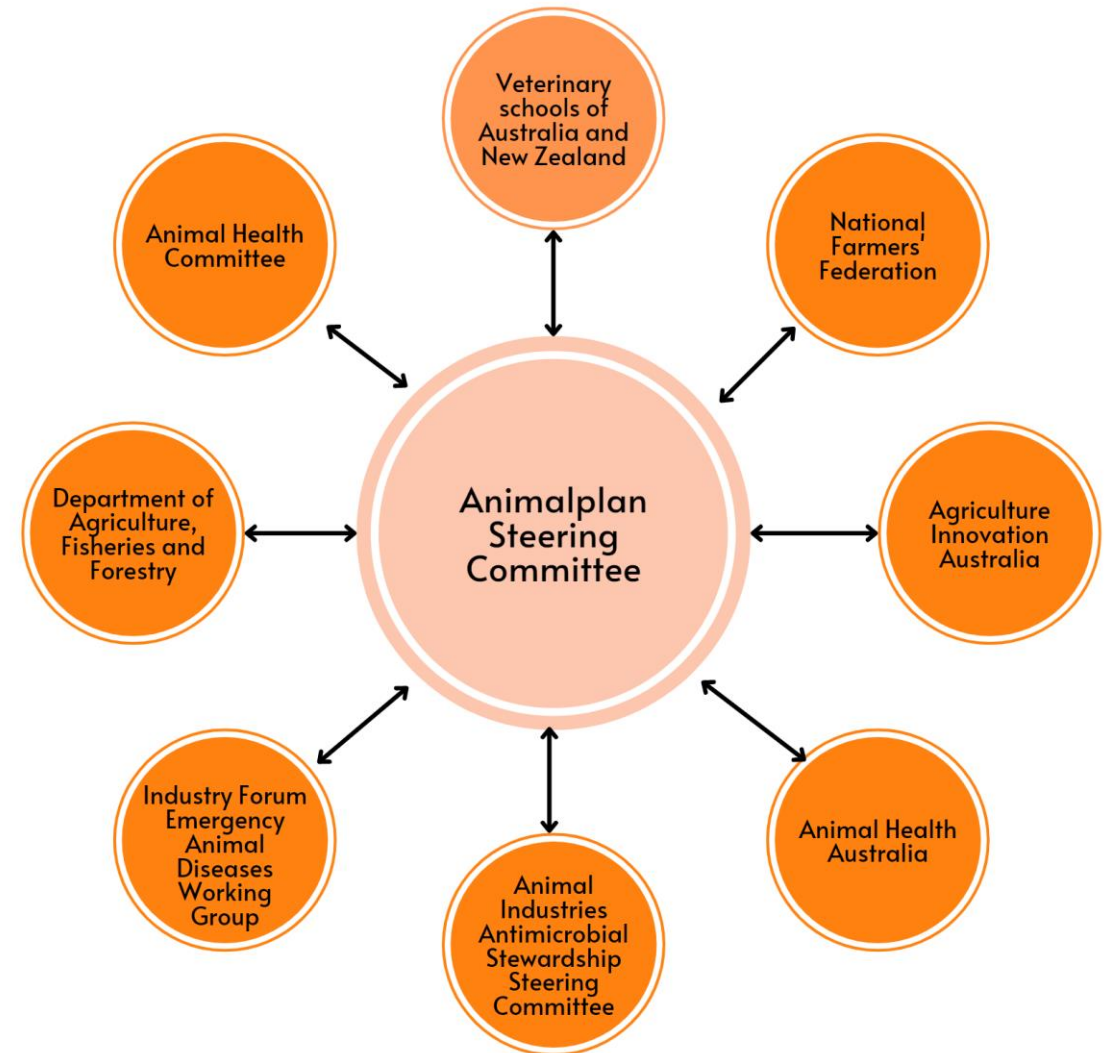 Veterinary
schools of
Australia and
New Zealand
Animal Health
Committee
National
Farmers'
Federation
Department of
Agriculture,
Fisheries and
Forestry
Animalplan
Steering
Committee
Agriculture
Innovation
Australia
Industry Forum
Emergency
Animal
Diseases
Working
Group
Animal
Industries
Antimicrobial
Stewardship
Steering
Committee
Animal Health
Australia